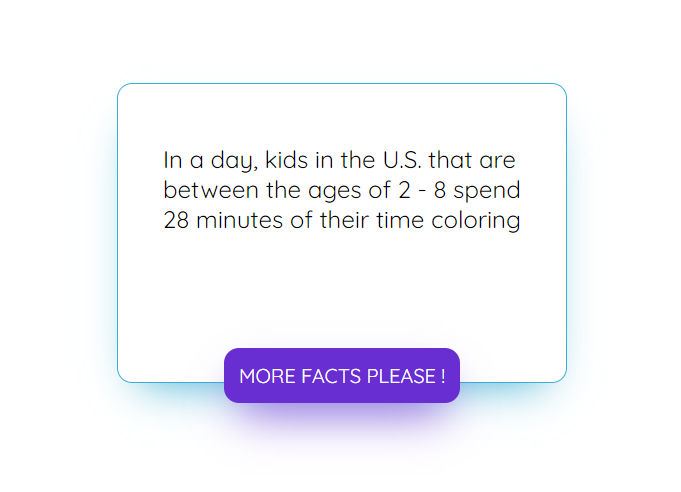 In a day, kids in the U.S. that are
between the ages of 2 - 8 spend
28 minutes of their time coloring
MORE FACTS PLEASE !